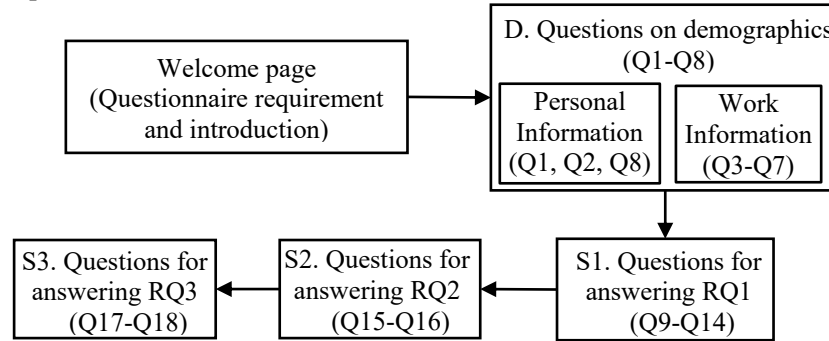 Welcome page
(Questionnaire requirement
and introduction)
D. Questions on demographics
(Q1-Q8)
Personal
Information
(Q1, Q2, Q8)
Work
Information
(Q3-Q7)
S3. Questions for
answering RQ3
(Q17-Q18)
S2. Questions for
answering RQ2
(Q15-Q16)
S1. Questions for
answering RQ1
(Q9-Q14)